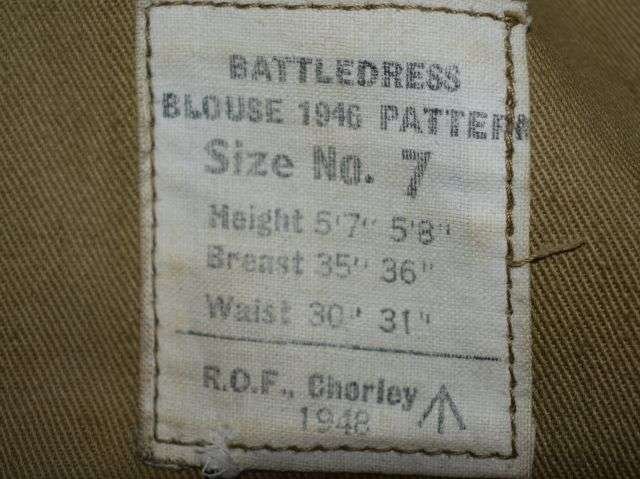 BATTLEDRESS
BLOUSE 1946 PATTERN
Size No. 7
Height 5'7" 5'8"
Breast 35" 36"
Waist 30" 31"
R.O.F., Chorley
1948